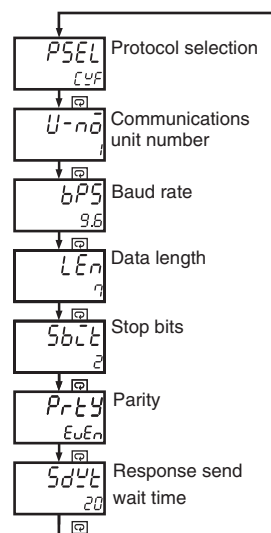 PSEL
CWF
Protocol selection
U-no
1
Communications
unit number
bPS
9.6
Baud rate
LEn
7
Data length
Sbit
2
Stop bits
PrtY
EuEn
Parity
SdWt
20
Response send
wait time